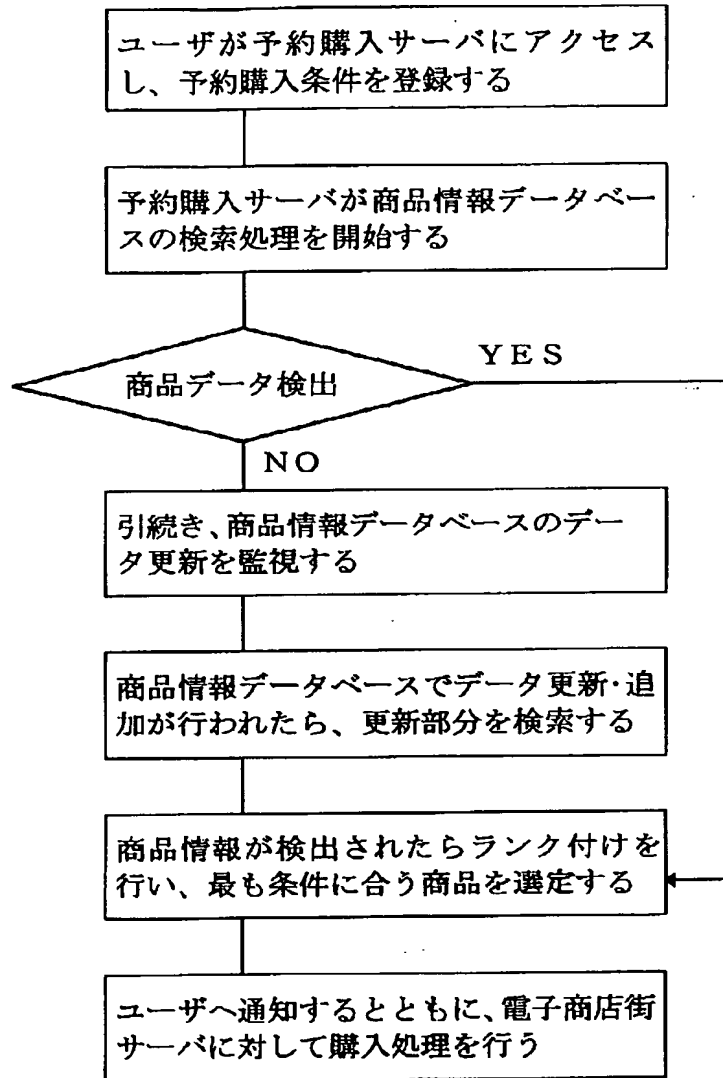 ユーザが予約購入サーバにアクセス
し、予約購入条件を登録する
予約購入サーバが商品情報データベー
スの検索処理を開始する
商品データ検出
YES
NO
引続き、商品情報データベースのデー
タ更新を監視する
商品情報データベースでデータ更新・追
加が行われたら、更新部分を検索する
商品情報が検出されたらランク付けを
行い、最も条件に合う商品を選定する
ユーザへ通知するとともに、電子商店街
サーバに対して購入処理を行う